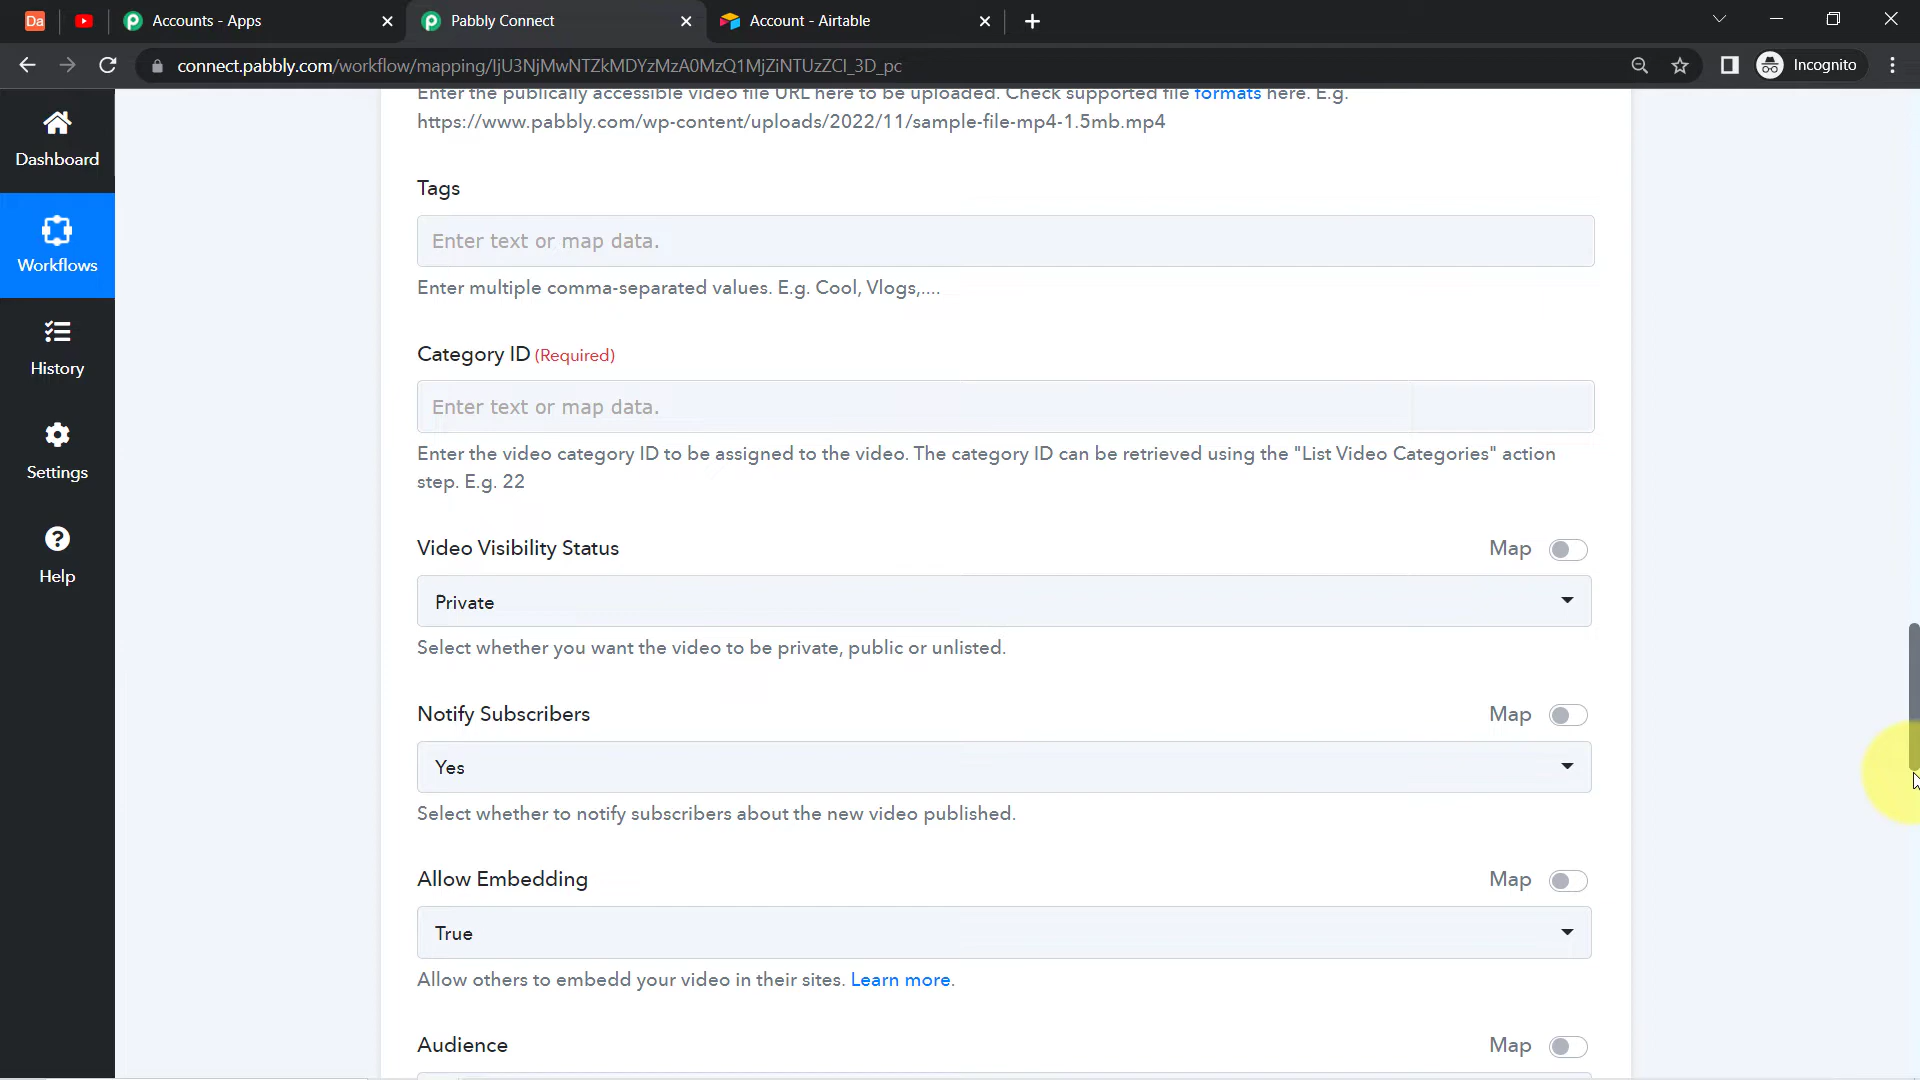 Da
Accounts - Apps
Pabbly Connect
Account - Airtable
connect.pabbly.com/workflow/mapping/IjU3NjMwNTZkMDYzMzA0MzQ1MjZiNTUzZCI_3D_pc
Incognito
Dashboard
Workflows
History
Settings
Help
Enter the publically accessible video file URL here to be uploaded. Check supported file formats here. E.g.
https://www.pabbly.com/wp-content/uploads/2022/11/sample-file-mp4-1.5mb.mp4
Tags
Enter text or map data.
Enter multiple comma-separated values. E.g. Cool, Vlogs,....
Category ID (Required)
Enter text or map data.
Enter the video category ID to be assigned to the video. The category ID can be retrieved using the "List Video Categories" action
step. E.g. 22
Video Visibility Status
Map
Private
Select whether you want the video to be private, public or unlisted.
Notify Subscribers
Map
Yes
Select whether to notify subscribers about the new video published.
Allow Embedding
Map
True
Allow others to embedd your video in their sites. Learn more.
Audience
Map